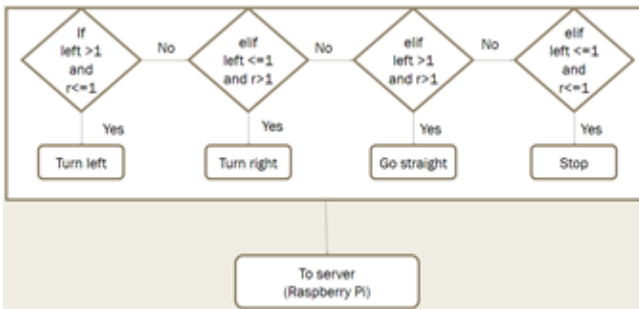 If
left >1
and
r<=1
No
elif
left <=1
and r>1
No
elif
left >1
and r>1
No
elif
left <=1
and
r<=1
Yes
Yes
Yes
Yes
Turn left
Turn right
Go straight
Stop
To server
(Raspberry Pi)